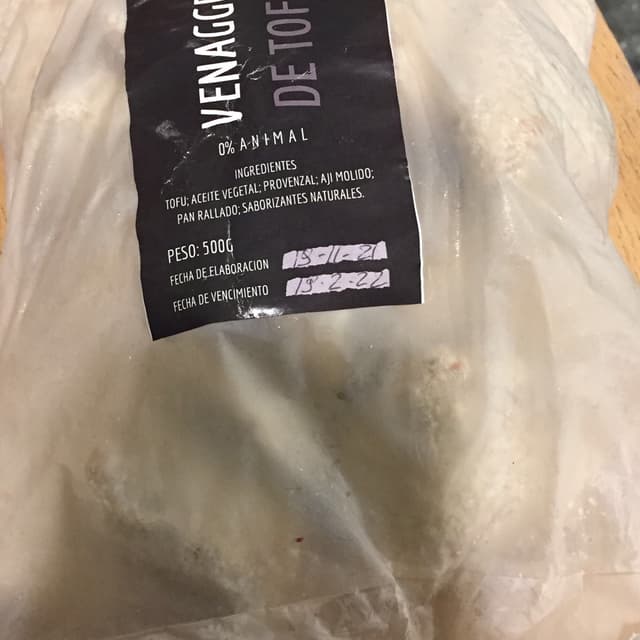 VENAGG
DE TOF
0% ANIMAL
INGREDIENTES
TOFU; ACEITE VEGETAL; PROVENZAL; AJI MOLIDO;
PAN RALLADO; SABORIZANTES NATURALES.
PESO: 500G
FECHA DE ELABORACION 19-11-21
FECHA DE VENCIMIENTO 19-2-22